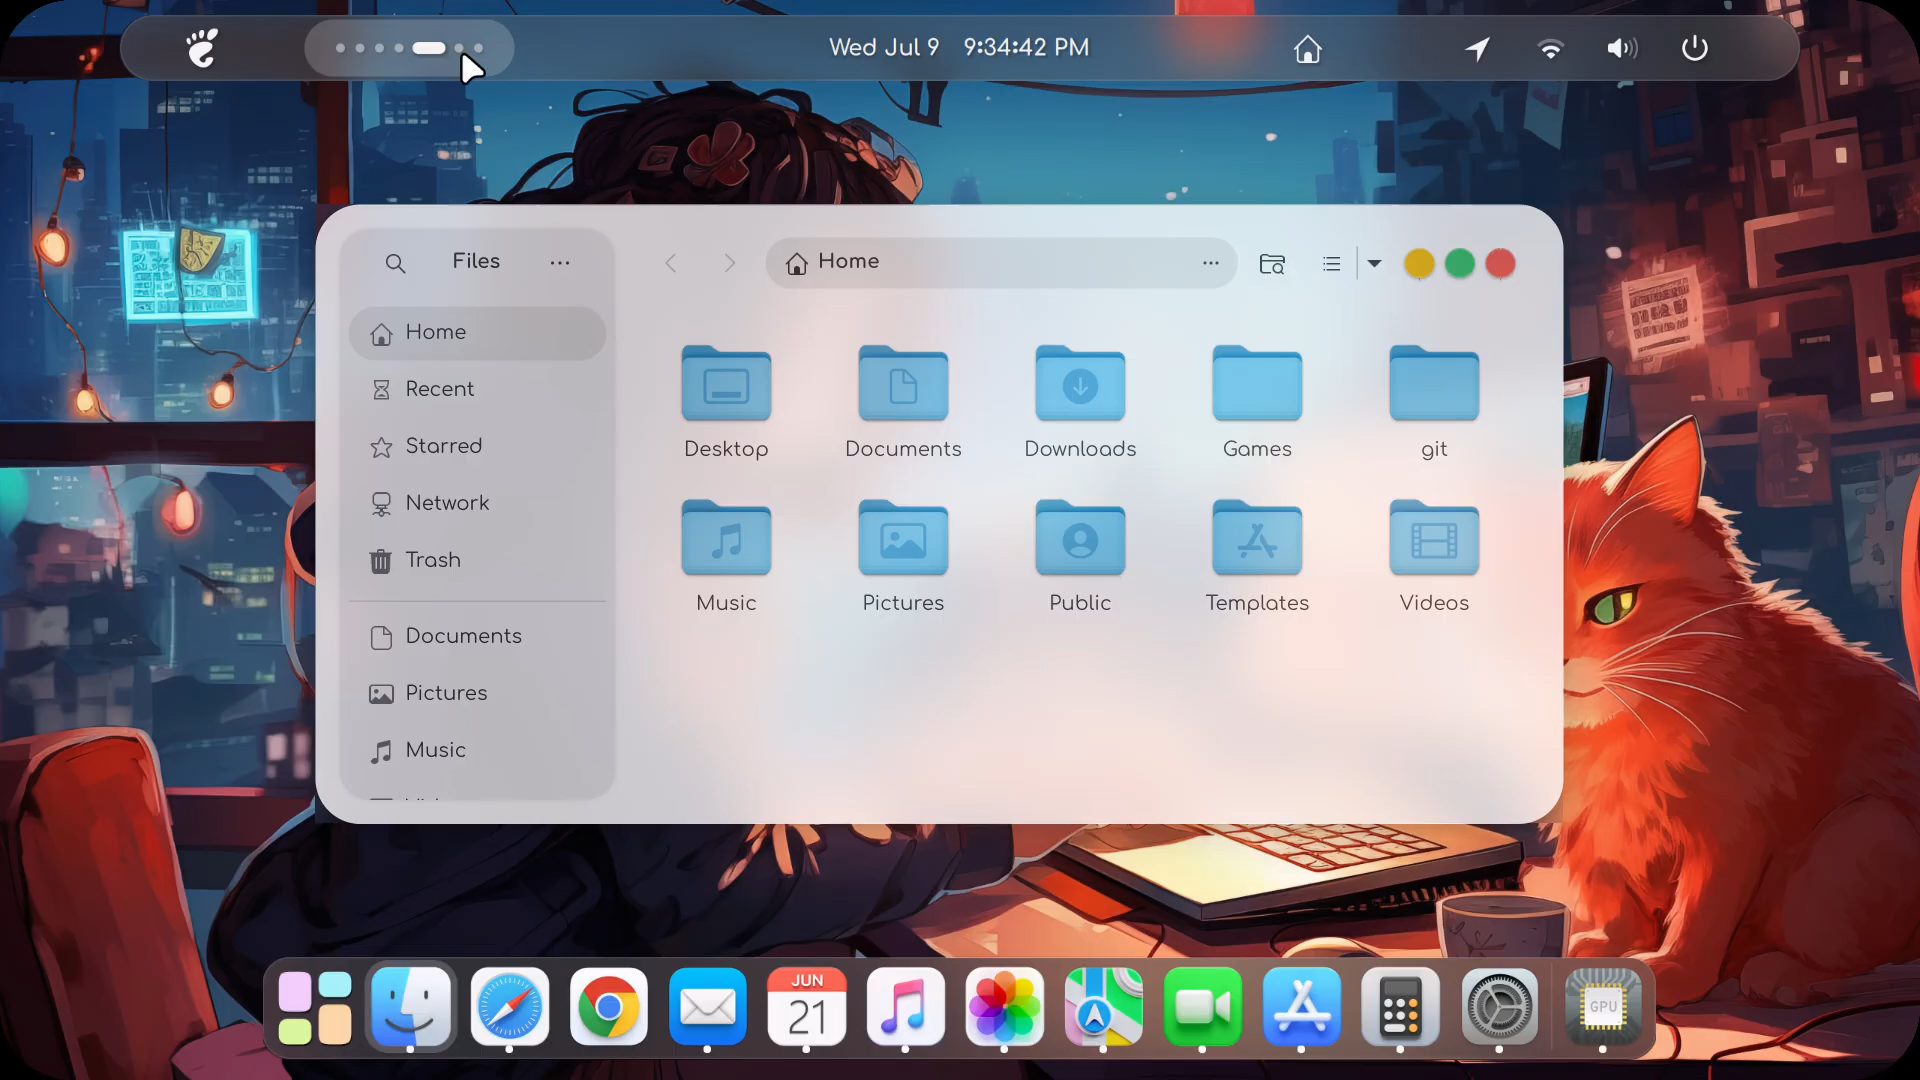 Wed Jul 9 9:34:42 PM
Files
Home
Home
Recent
Starred
Network
Trash
Documents
Pictures
Music
Desktop
Documents
Downloads
Games
git
Music
Pictures
Public
Templates
Videos
JUN
21
GPU